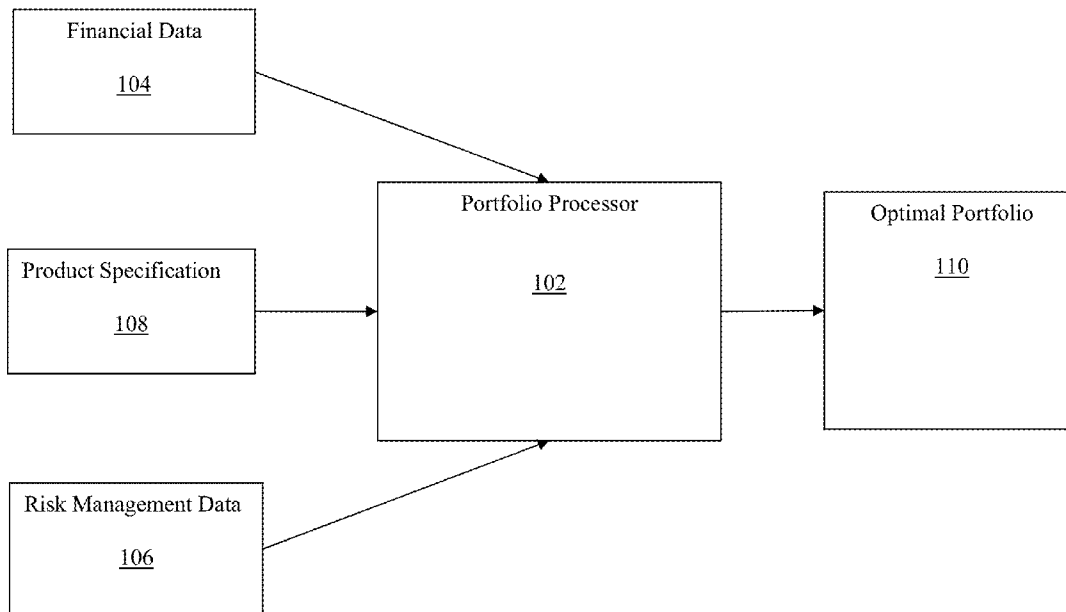 Financial Data
104
Portfolio Processor
102
Optimal Portfolio
110
Product Specification
108
Risk Management Data
106